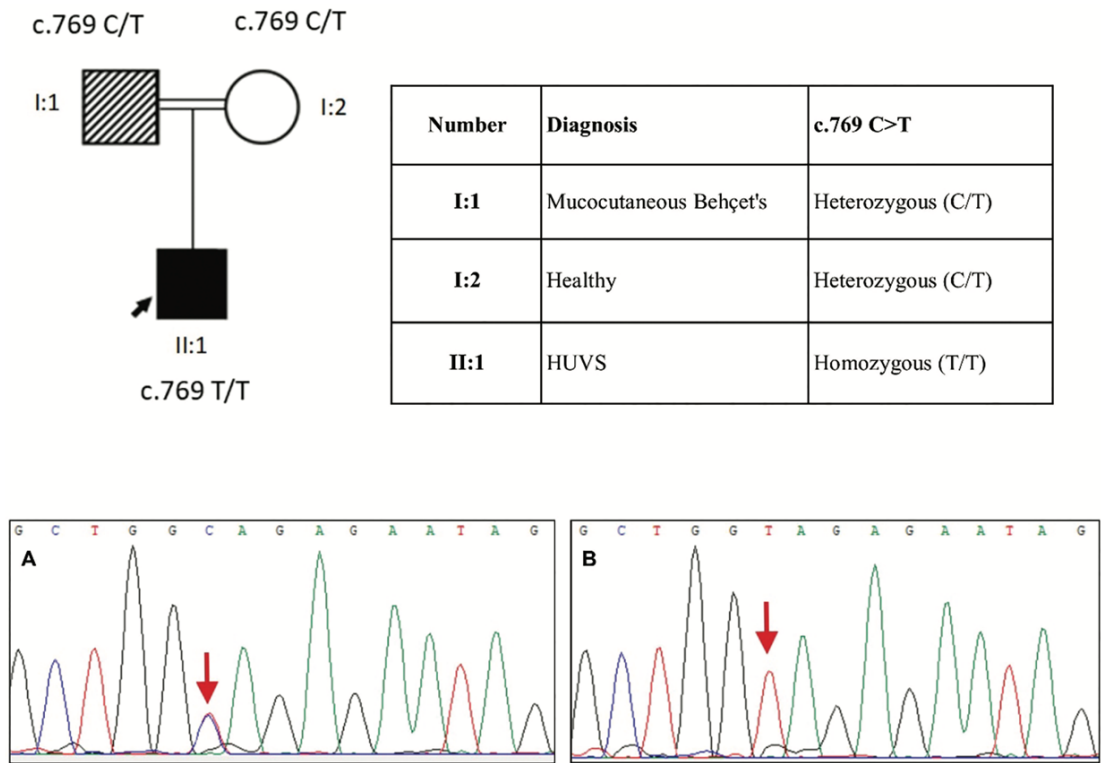 c.769 C/T c.769 C/T
I:1 I:2
II:1
c.769 T/T
Number Diagnosis c.769 C>T
I:1 Mucocutaneous Behçet's Heterozygous (C/T)
I:2 Healthy Heterozygous (C/T)
II:1 HUVS Homozygous (T/T)
G C T G G C A G A G A A T A G
A
G C T G G T A G A G A A T A G
B